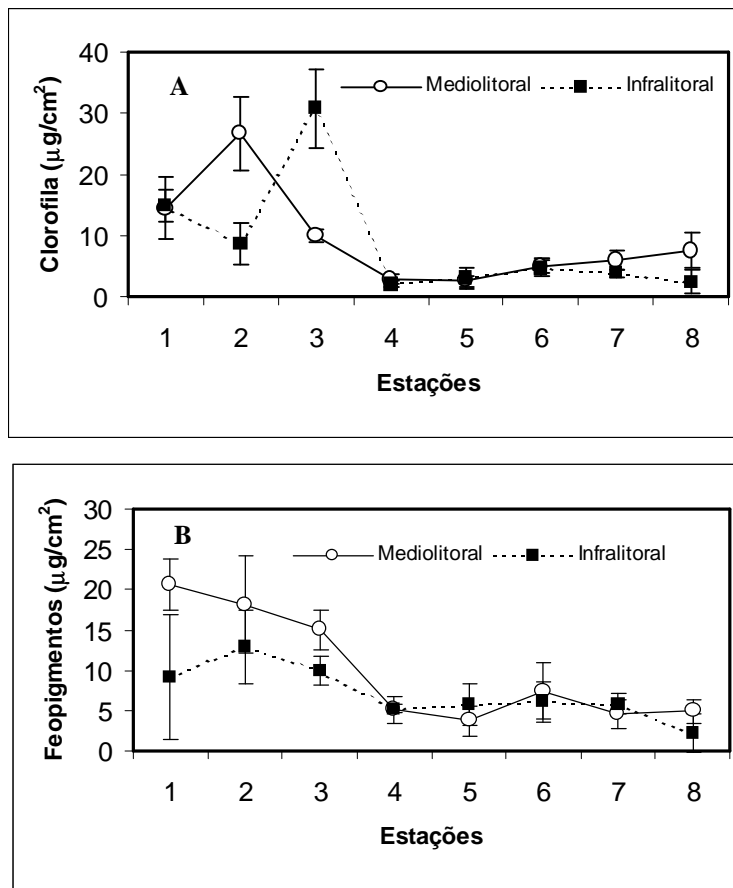 A
Mediolitoral
Infralitoral
Clorofila (µg/cm²)
40
30
20
10
0
1 2 3 4 5 6 7 8
Estações
B
Mediolitoral
Infralitoral
Feopigmentos (µg/cm²)
30
25
20
15
10
5
0
1 2 3 4 5 6 7 8
Estações